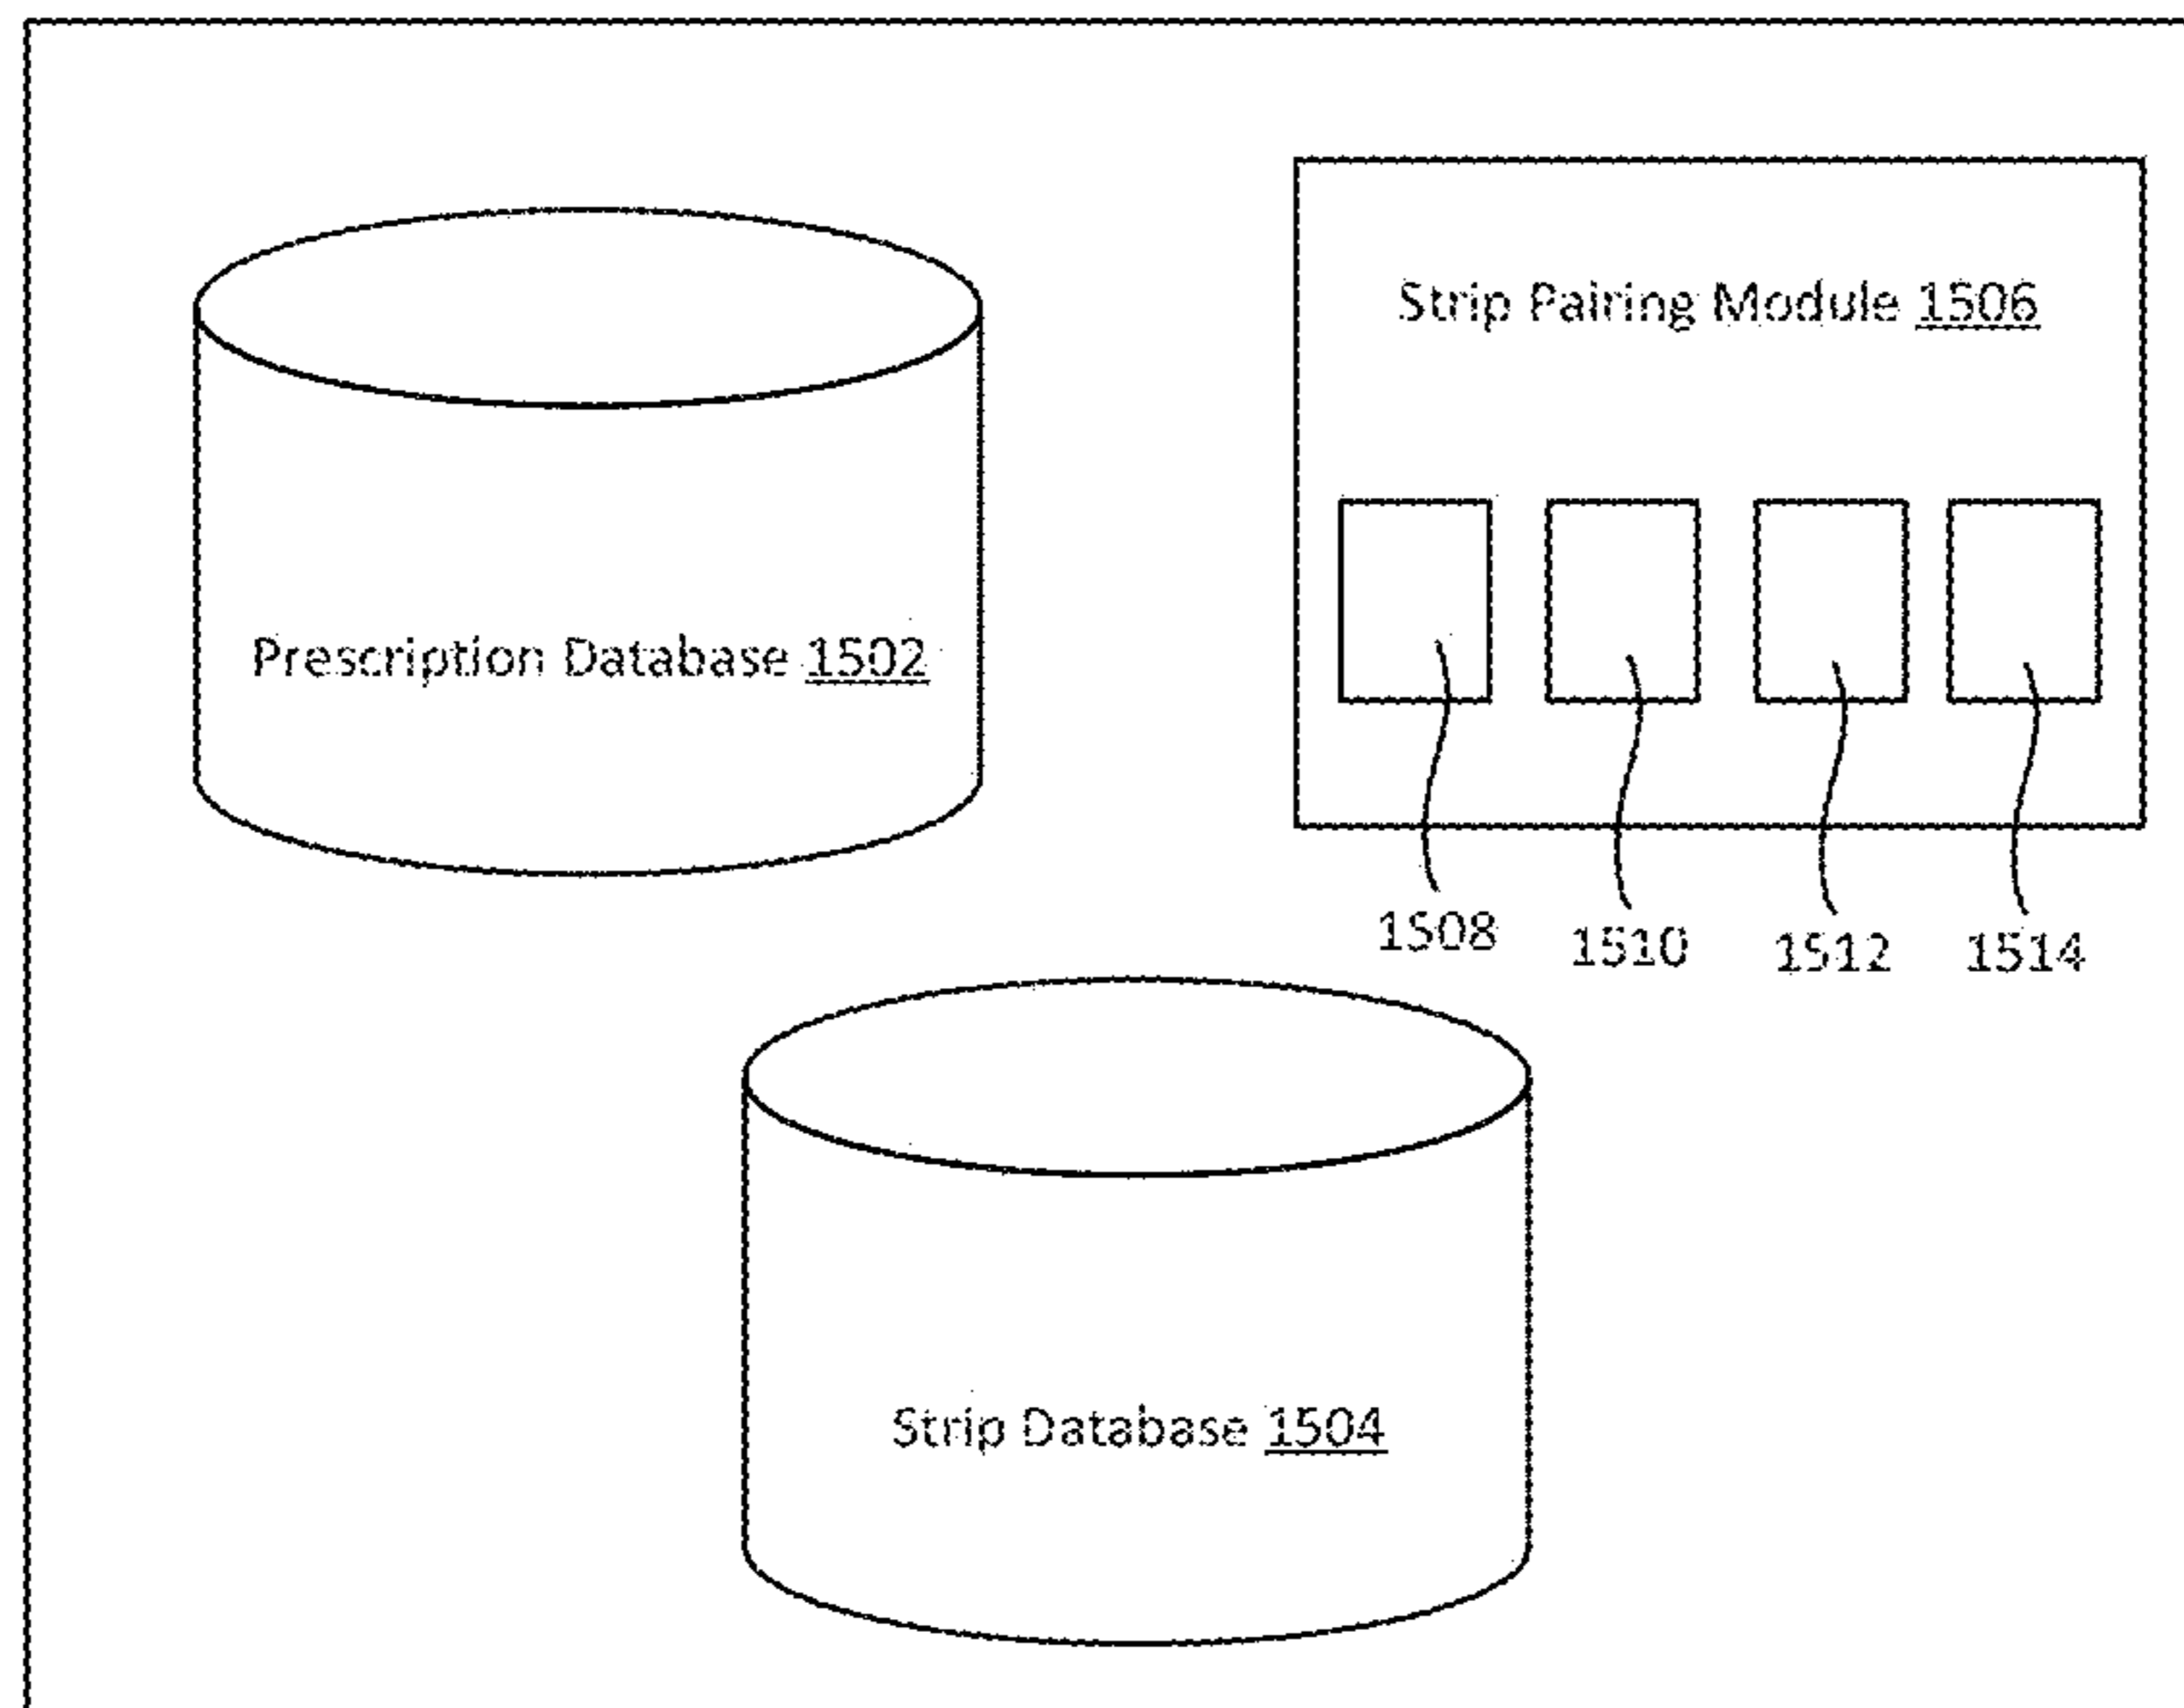 Strip Pairing Module 1506
Prescription Database 1502
1508
1510
1512
1514
Strip Database 1504